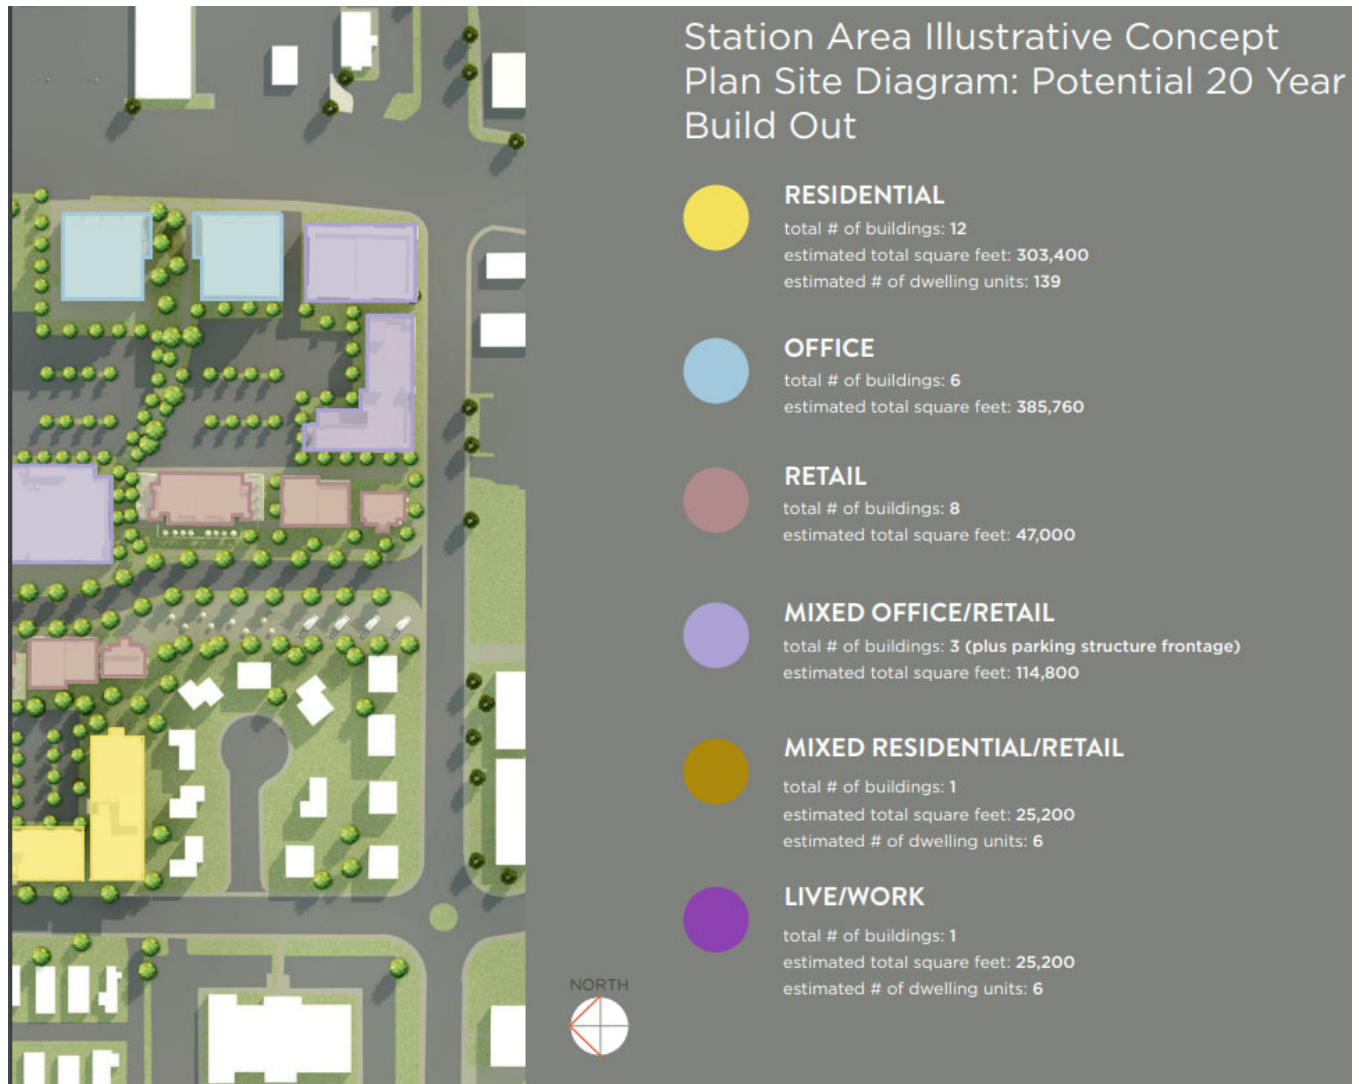 Station Area Illustrative Concept
Plan Site Diagram: Potential 20 Year
Build Out
RESIDENTIAL
total # of buildings: 12
estimated total square feet: 303,400
estimated # of dwelling units: 139
OFFICE
total # of buildings: 6
estimated total square feet: 385,760
RETAIL
total # of buildings: 8
estimated total square feet: 47,000
MIXED OFFICE/RETAIL
total # of buildings: 3 (plus parking structure frontage)
estimated total square feet: 114,800
MIXED RESIDENTIAL/RETAIL
total # of buildings: 1
estimated total square feet: 25,200
estimated # of dwelling units: 6
LIVE/WORK
total # of buildings: 1
estimated total square feet: 25,200
estimated # of dwelling units: 6
NORTH